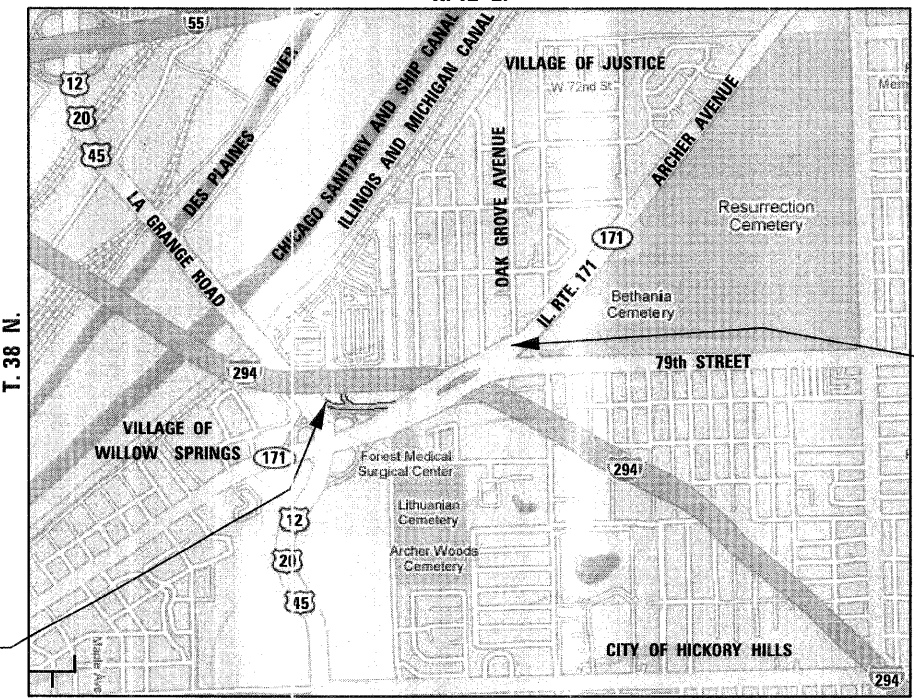 55
12
20
45
LA GRANGE ROAD
DES PLAINES RIVER
CHICAGO SANITARY AND SHIP CANAL
ILLINOIS AND MICHIGAN CANAL
VILLAGE OF JUSTICE
W 72nd St
OAK GROVE AVENUE
ARCHER AVENUE
Resurrection
Cemetery
171
IL. RTE. 171
Bethania
Cemetery
T. 38 N.
79th STREET
294
VILLAGE OF
WILLOW SPRINGS
171
Forest Medical
Surgical Center
294
Lithuanian
Cemetery
12
Archer Woods
Cemetery
20
45
Maple Ave
CITY OF HICKORY HILLS
294